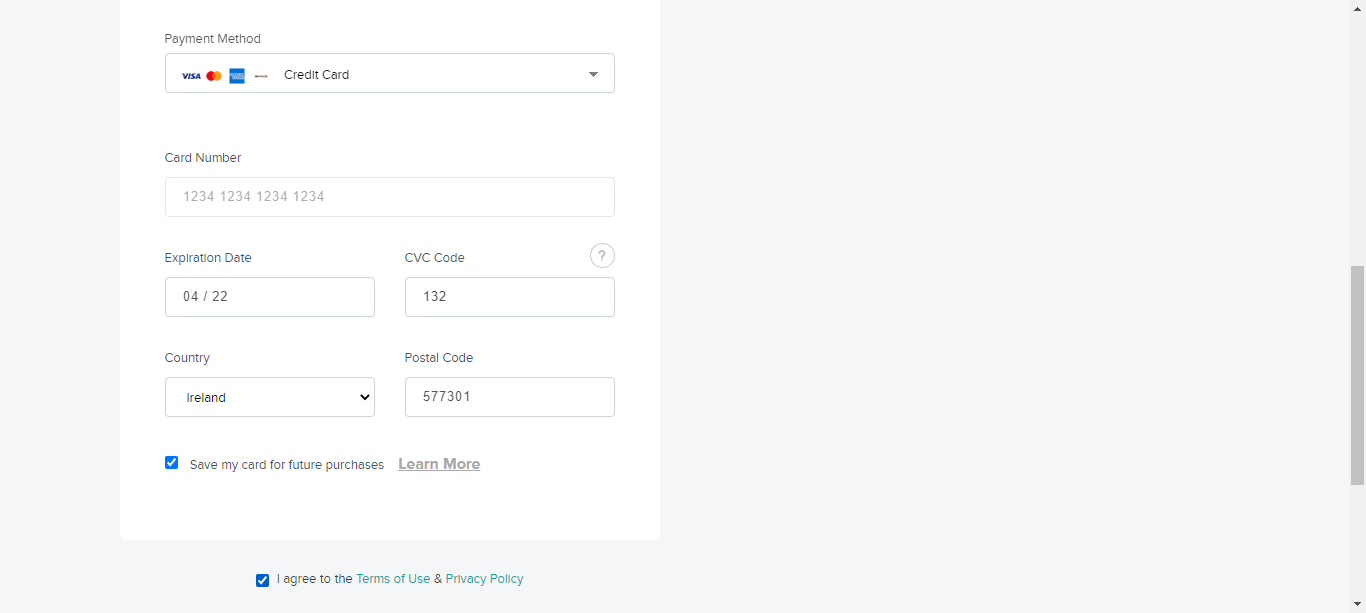 Payment Method
VISA Credit Card
Card Number
1234 1234 1234 1234
Expiration Date CVC Code ?
04 / 22 132
Country Postal Code
Ireland 577301
Save my card for future purchases Learn More
I agree to the Terms of Use & Privacy Policy